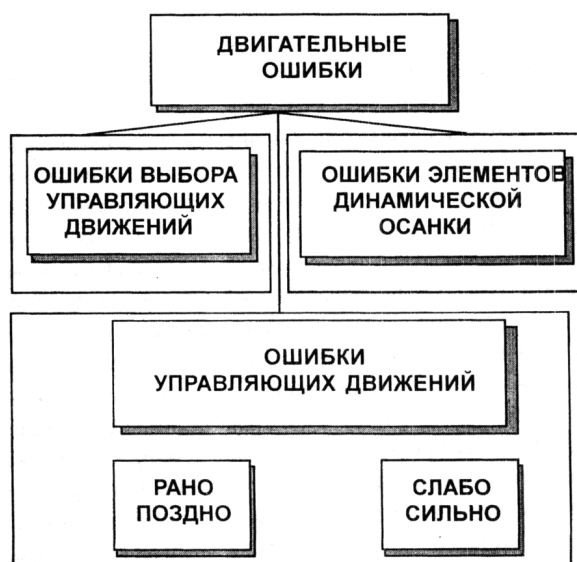 ДВИГАТЕЛЬНЫЕ
ОШИБКИ
ОШИБКИ ВЫБОРА
УПРАВЛЯЮЩИХ
ДВИЖЕНИЙ
ОШИБКИ ЭЛЕМЕНТОВ
ДИНАМИЧЕСКОЙ
ОСАНКИ
ОШИБКИ
УПРАВЛЯЮЩИХ ДВИЖЕНИЙ
РАНО
ПОЗДНО
СЛАБО
СИЛЬНО